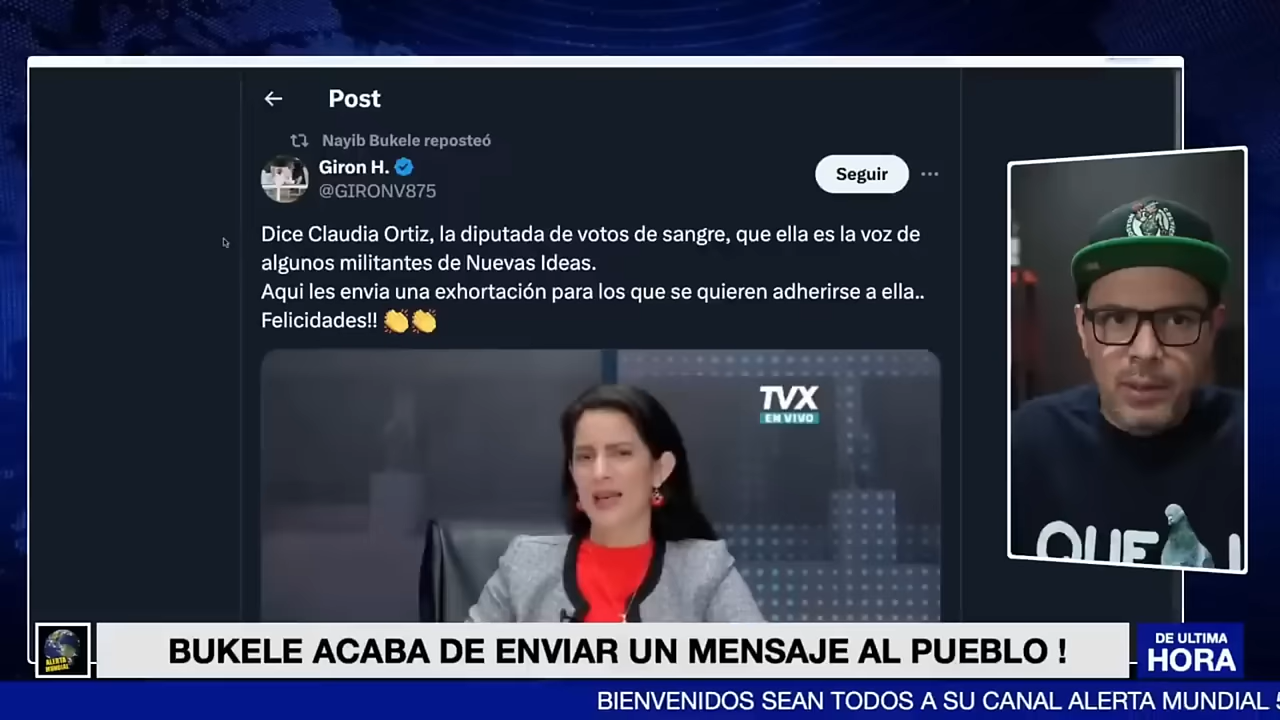 Post
Nayib Bukele reposteó
Giron H.
@GIRONV875
Seguir
Dice Claudia Ortiz, la diputada de votos de sangre, que ella es la voz de
algunos militantes de Nuevas Ideas.
Aqui les envia una exhortación para los que se quieren adherirse a ella..
Felicidades!! 👏👏
TVX
EN VIVO
QUE
ALERTA
MUNDIAL
BUKELE ACABA DE ENVIAR UN MENSAJE AL PUEBLO !
DE ULTIMA
HORA
BIENVENIDOS SEAN TODOS A SU CANAL ALERTA MUNDIAL